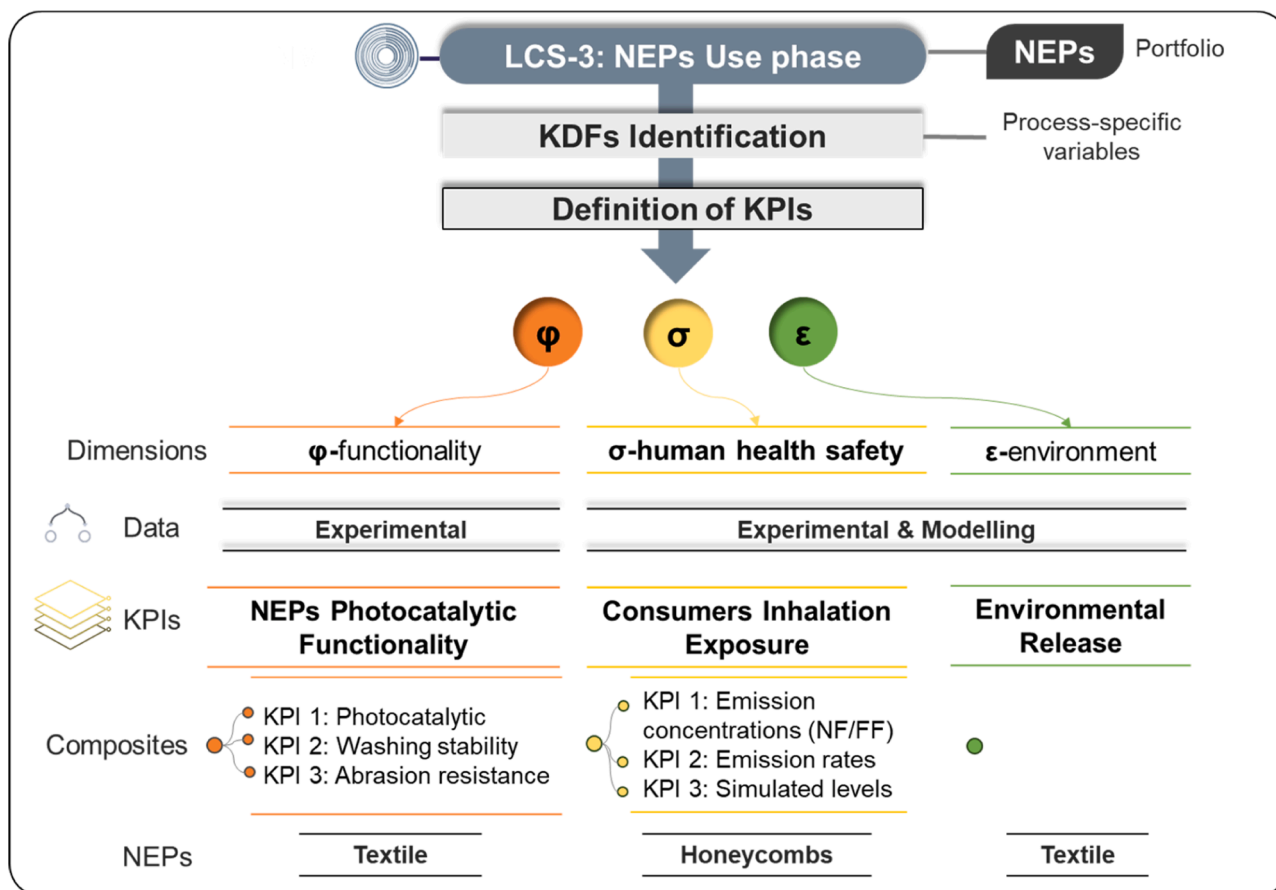 LCS-3: NEPs Use phase
NEPs
Portfolio
KDFs Identification
Process-specific
variables
Definition of KPIs
φ
σ
ε
Dimensions
φ-functionality
σ-human health safety
ε-environment
Data
Experimental
Experimental & Modelling
KPIs
NEPs Photocatalytic
Functionality
Consumers Inhalation
Exposure
Environmental
Release
Composites
KPI 1: Photocatalytic
KPI 2: Washing stability
KPI 3: Abrasion resistance
KPI 1: Emission
concentrations (NF/FF)
KPI 2: Emission rates
KPI 3: Simulated levels
NEPs
Textile
Honeycombs
Textile